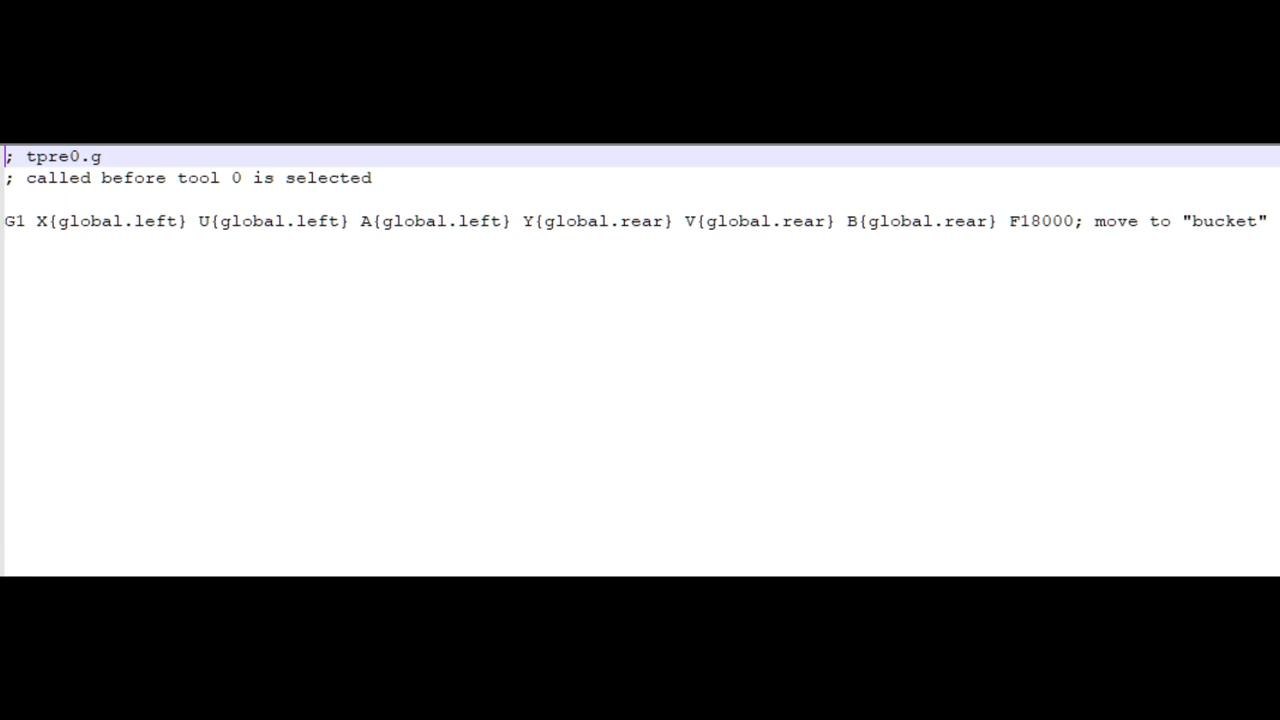 ; tpre0.g
; called before tool 0 is selected
G1 X{global.left} U{global.left} A{global.left} Y{global.rear} V{global.rear} B{global.rear} F18000; move to "bucket"